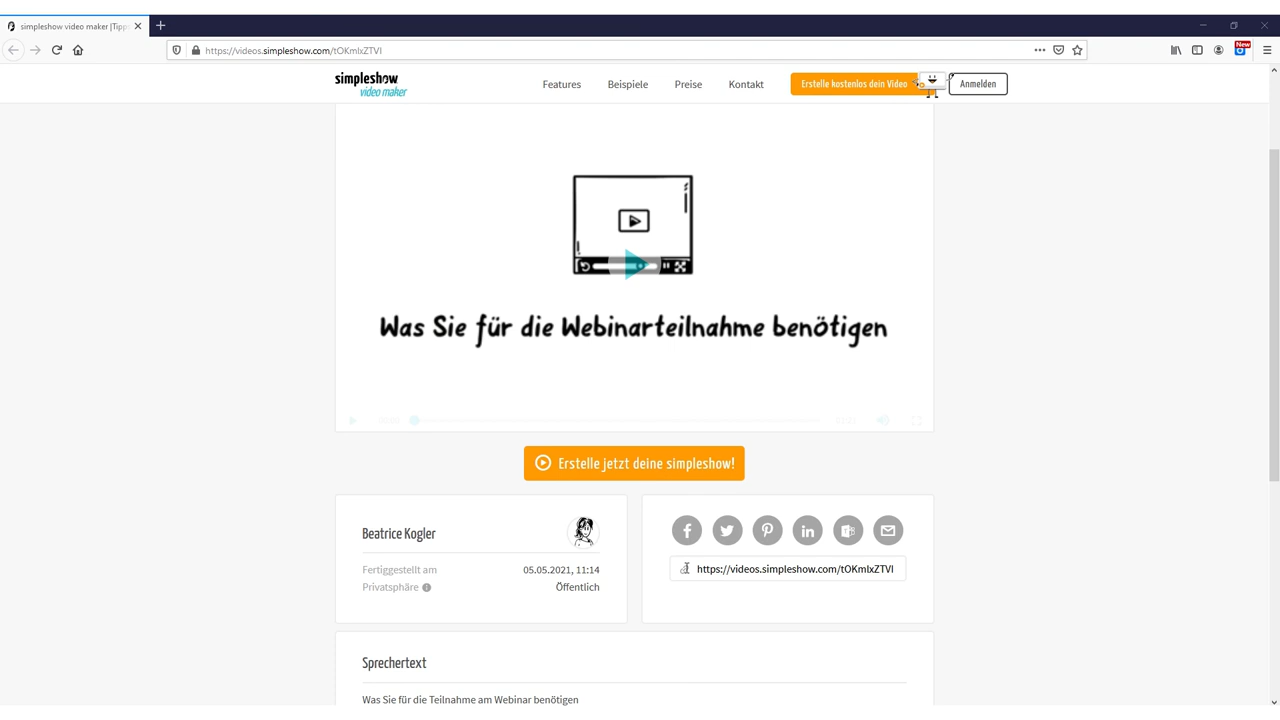 simpleshow video maker |Tipp
https://videos.simpleshow.com/tOKmlxZTVI
New
simpleshow
video maker
Features
Beispiele
Preise
Kontakt
Erstelle kostenlos dein Video
Anmelden
Was Sie für die Webinarteilnahme benötigen
00:00
Erstelle jetzt deine simpleshow!
Beatrice Kogler
Fertiggestellt am
05.05.2021, 11:14
Privatsphäre
Öffentlich
https://videos.simpleshow.com/tOKmlxZTVI
Sprechertext
Was Sie für die Teilnahme am Webinar benötigen